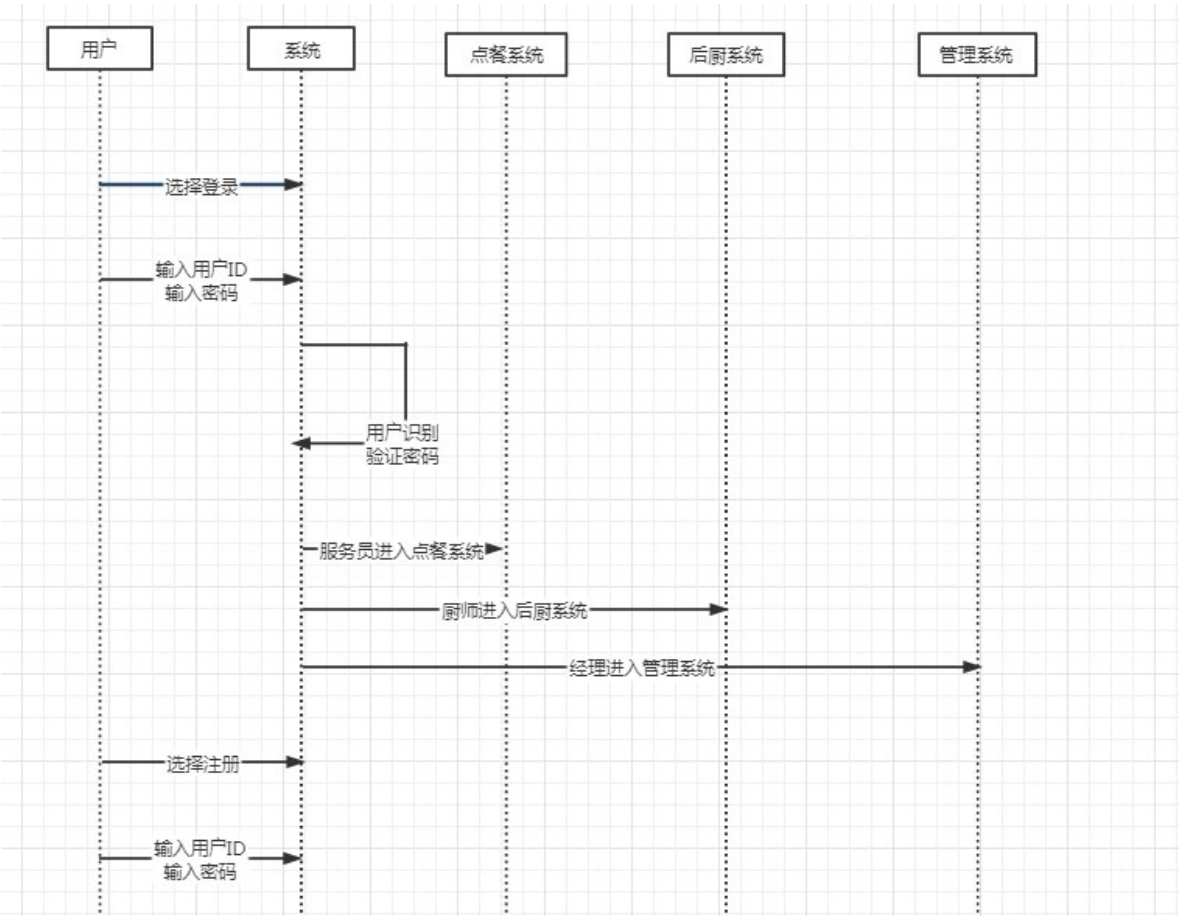 用户
系统
点餐系统
后厨系统
管理系统
选择登录
输入用户ID
输入密码
用户识别
验证密码
服务员进入点餐系统
厨师进入后厨系统
经理进入管理系统
选择注册
输入用户ID
输入密码